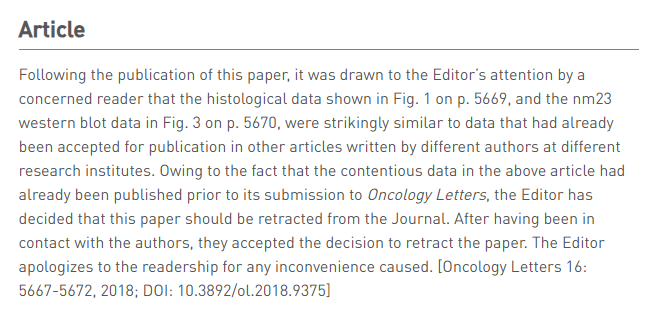 Article
Following the publication of this paper, it was drawn to the Editor's attention by a
concerned reader that the histological data shown in Fig. 1 on p. 5669, and the nm23
western blot data in Fig. 3 on p. 5670, were strikingly similar to data that had already
been accepted for publication in other articles written by different authors at different
research institutes. Owing to the fact that the contentious data in the above article had
already been published prior to its submission to Oncology Letters, the Editor has
decided that this paper should be retracted from the Journal. After having been in
contact with the authors, they accepted the decision to retract the paper. The Editor
apologizes to the readership for any inconvenience caused. [Oncology Letters 16:
5667-5672, 2018; DOI: 10.3892/ol.2018.9375]